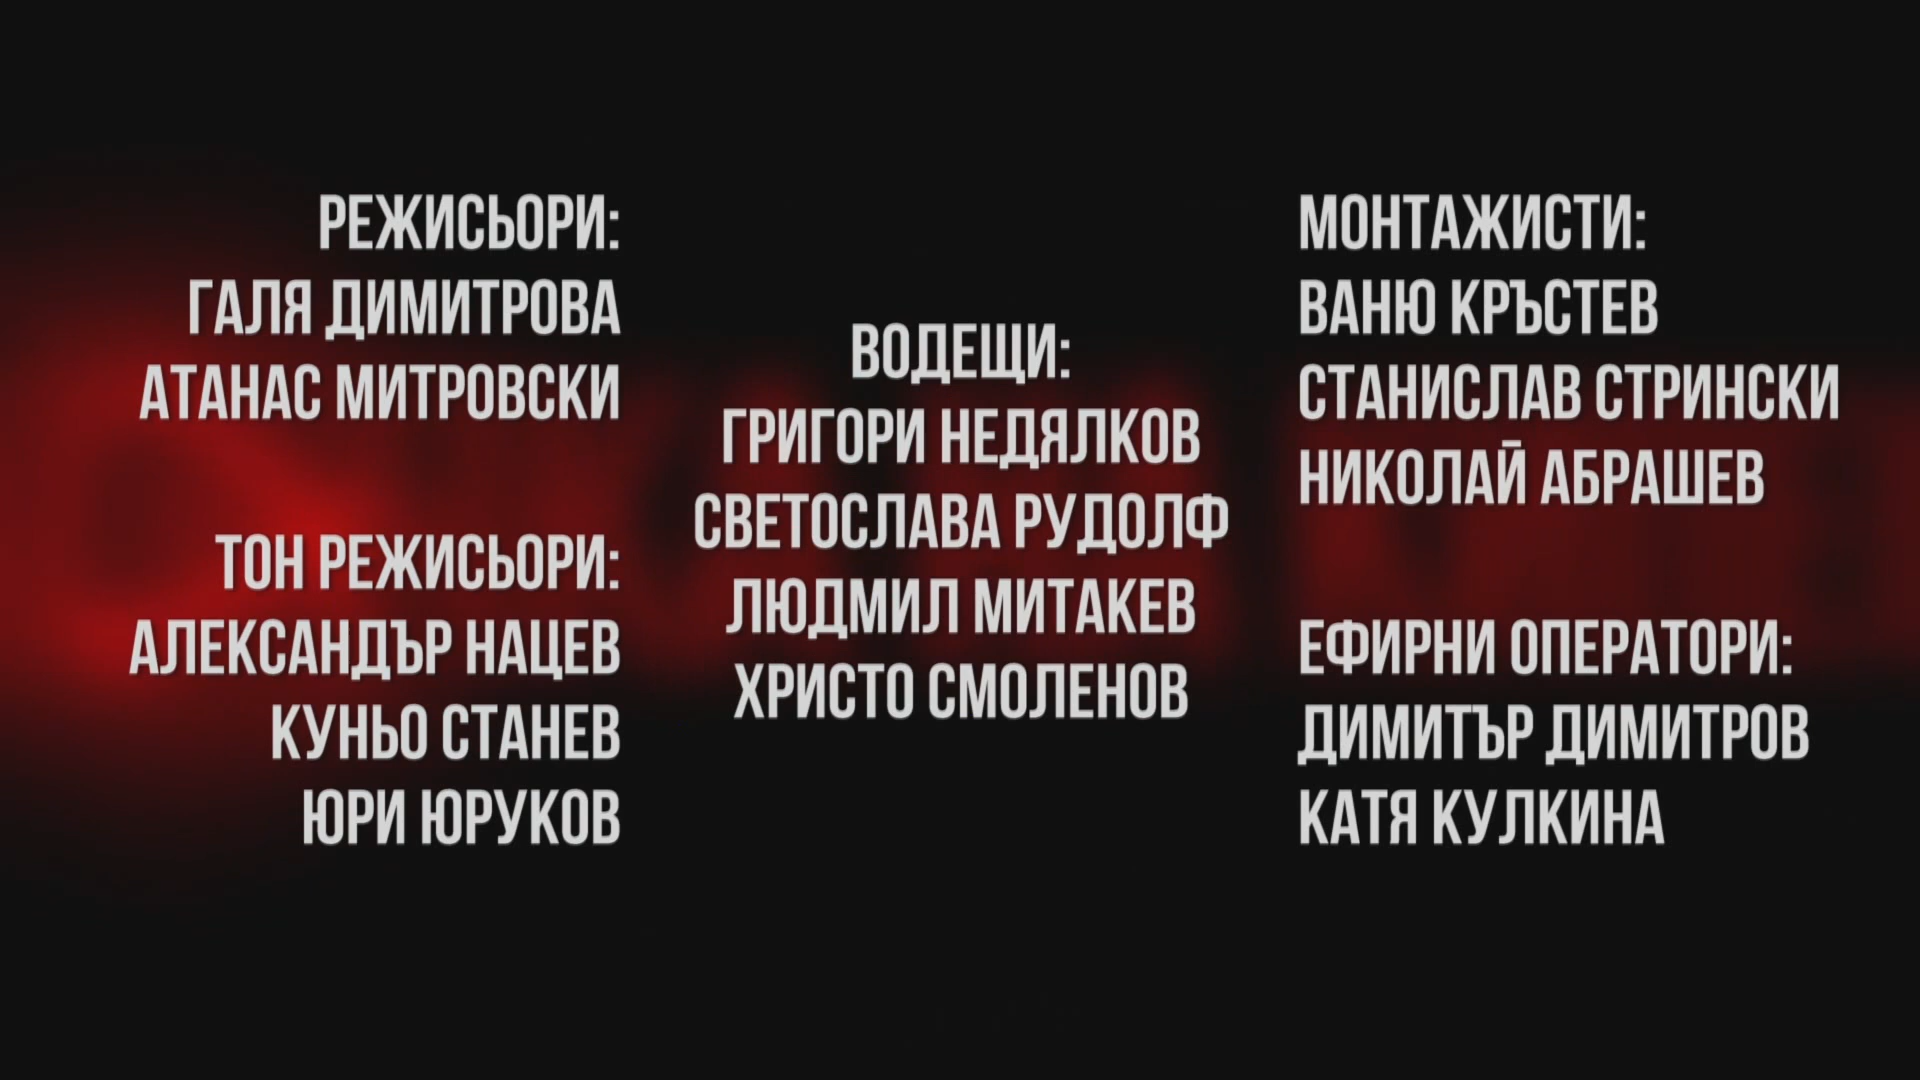 РЕЖИСЬОРИ:
ГАЛЯ ДИМИТРОВА
АТАНАС МИТРОВСКИ
ТОН РЕЖИСЬОРИ:
АЛЕКСАНДЪР НАЦЕВ
КУНЬО СТАНЕВ
ЮРИ ЮРУКОВ
ВОДЕЩИ:
ГРИГОРИ НЕДЯЛКОВ
СВЕТОСЛАВА РУДОЛФ
ЛЮДМИЛ МИТАКЕВ
ХРИСТО СМОЛЕНОВ
МОНТАЖИСТИ:
ВАНЮ КРЪСТЕВ
СТАНИСЛАВ СТРИНСКИ
НИКОЛАЙ АБРАШЕВ
ЕФИРНИ ОПЕРАТОРИ:
ДИМИТЪР ДИМИТРОВ
КАТЯ КУЛКИНА